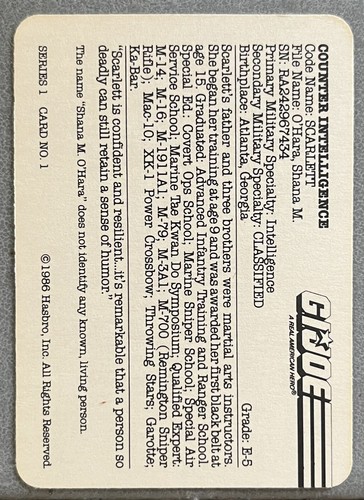 COUNTER INTELLIGENCE
Code Name: SCARLETT
File Name: O'Hara, Shana M.
SN: RA242967434
Primary Military Specialty: Intelligence
Secondary Military Specialty: CLASSIFIED
Birthplace: Atlanta, Georgia
Grade: E-5
G.I. JOE
A REAL AMERICAN HERO®
Scarlett's father and three brothers were martial arts instructors.
She began her training at age 9 and was awarded her first black belt at
age 15. Graduated: Advanced Infantry Training and Ranger School.
Special Ed.: Covert Ops School; Marine Sniper School; Special Air
Service School; Marine Tae Kwan Do Symposium; Qualified Expert:
M-14; M-16; M-1911A1; M-79; M-3A1; M-700 (Remington Sniper
Rifle); Mac-10; XK-1 Power Crossbow; Throwing Stars; Garotte;
Ka-Bar.
"Scarlett is confident and resilient...it's remarkable that a person so
deadly can still retain a sense of humor."
The name "Shana M. O'Hara" does not identify any known, living person.
SERIES 1 CARD NO. 1
©1986 Hasbro, Inc. All Rights Reserved.